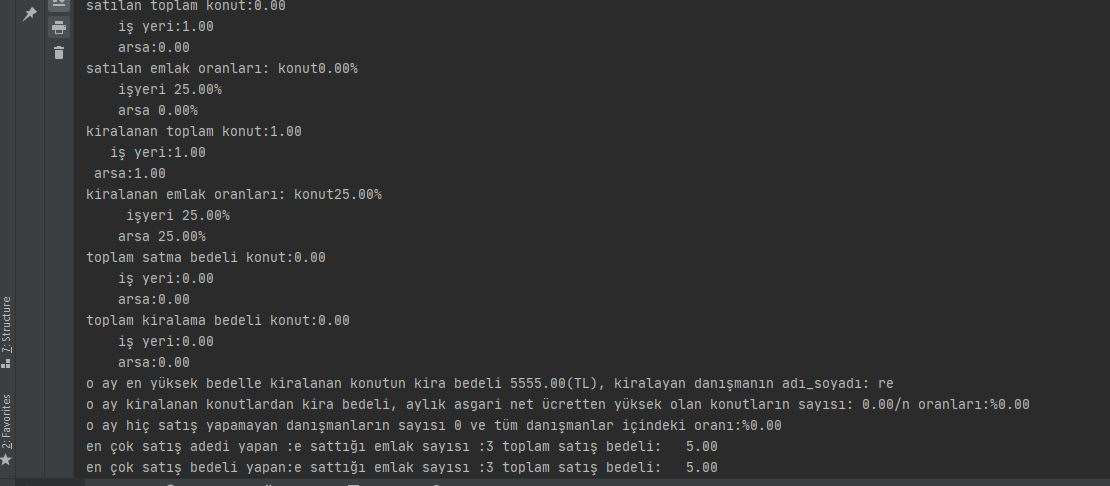 satılan toplam konut:0.00
iş yeri:1.00
arsa:0.00
satılan emlak oranları: konut0.00%
işyeri 25.00%
arsa 0.00%
kiralanan toplam konut:1.00
iş yeri:1.00
arsa:1.00
kiralanan emlak oranları: konut25.00%
işyeri 25.00%
arsa 25.00%
toplam satma bedeli konut:0.00
iş yeri:0.00
arsa:0.00
toplam kiralama bedeli konut:0.00
iş yeri:0.00
arsa:0.00
o ay en yüksek bedelle kiralanan konutun kira bedeli 5555.00(TL), kiralayan danışmanın adı_soyadı: re
o ay kiralanan konutlardan kira bedeli, aylık asgari net ücretten yüksek olan konutların sayısı: 0.00/n oranları:%0.00
o ay hiç satış yapamayan danışmanların sayısı 0 ve tüm danışmanlar içindeki oranı:%0.00
en çok satış adedi yapan :e sattığı emlak sayısı :3 toplam satış bedeli:   5.00
en çok satış bedeli yapan:e sattığı emlak sayısı :3 toplam satış bedeli:   5.00
7: Structure
2: Favorites